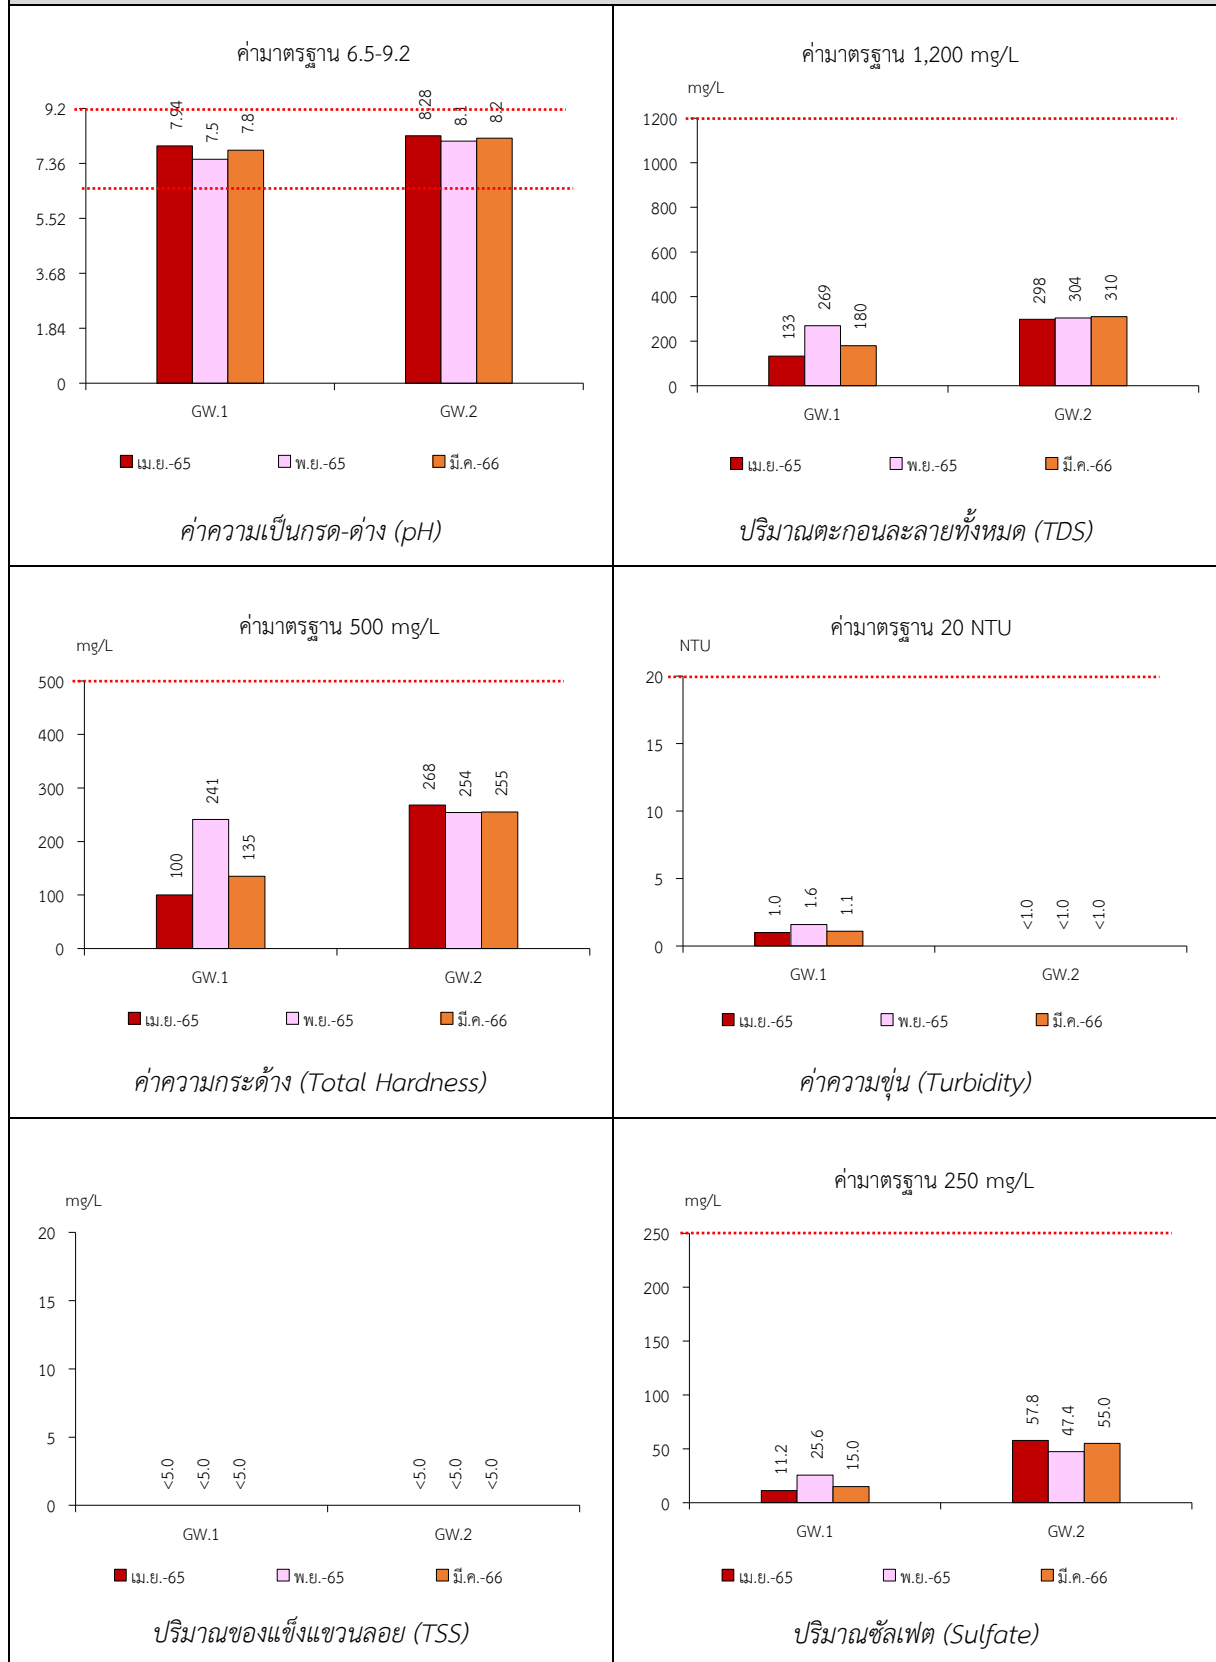 ค่ามาตรฐาน 6.5-9.2
9.2
7.36
5.52
3.68
1.84
0
7.94
7.5
7.8
8.28
8.1
8.2
GW.1
GW.2
เม.ย.-65
พ.ย.-65
มี.ค.-66
ค่าความเป็นกรด-ด่าง (pH)
ค่ามาตรฐาน 1,200 mg/L
mg/L
1200
1000
800
600
400
200
0
133
269
180
298
304
310
GW.1
GW.2
เม.ย.-65
พ.ย.-65
มี.ค.-66
ปริมาณตะกอนละลายทั้งหมด (TDS)
ค่ามาตรฐาน 500 mg/L
mg/L
500
400
300
200
100
0
100
241
135
268
254
255
GW.1
GW.2
เม.ย.-65
พ.ย.-65
มี.ค.-66
ค่าความกระด้าง (Total Hardness)
ค่ามาตรฐาน 20 NTU
NTU
20
15
10
5
0
1.0
1.6
1.1
<1.0
<1.0
<1.0
GW.1
GW.2
เม.ย.-65
พ.ย.-65
มี.ค.-66
ค่าความขุ่น (Turbidity)
mg/L
20
15
10
5
0
<5.0
<5.0
<5.0
<5.0
<5.0
<5.0
GW.1
GW.2
เม.ย.-65
พ.ย.-65
มี.ค.-66
ปริมาณของแข็งแขวนลอย (TSS)
ค่ามาตรฐาน 250 mg/L
mg/L
250
200
150
100
50
0
11.2
25.6
15.0
57.8
47.4
55.0
GW.1
GW.2
เม.ย.-65
พ.ย.-65
มี.ค.-66
ปริมาณซัลเฟต (Sulfate)